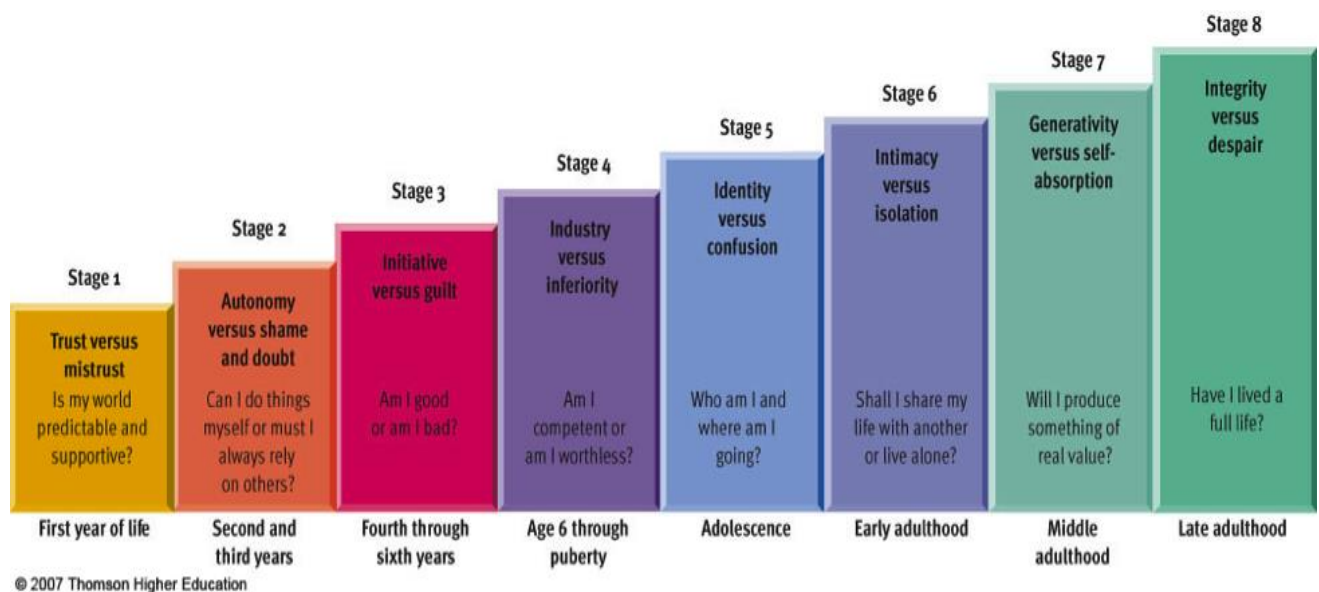 Stage 1
Trust versus
mistrust
Is my world
predictable and
supportive?
First year of life
Stage 2
Autonomy
versus shame
and doubt
Can I do things
myself or must I
always rely
on others?
Second and
third years
Stage 3
Initiative
versus guilt
Am I good
or am I bad?
Fourth through
sixth years
Stage 4
Industry
versus
inferiority
Am I
competent or
am I worthless?
Age 6 through
puberty
Stage 5
Identity
versus
confusion
Who am I and
where am I
going?
Adolescence
Stage 6
Intimacy
versus
isolation
Shall I share my
life with another
or live alone?
Early adulthood
Stage 7
Generativity
versus self-
absorption
Will I produce
something of
real value?
Middle
adulthood
Stage 8
Integrity
versus
despair
Have I lived a
full life?
Late adulthood
© 2007 Thomson Higher Education